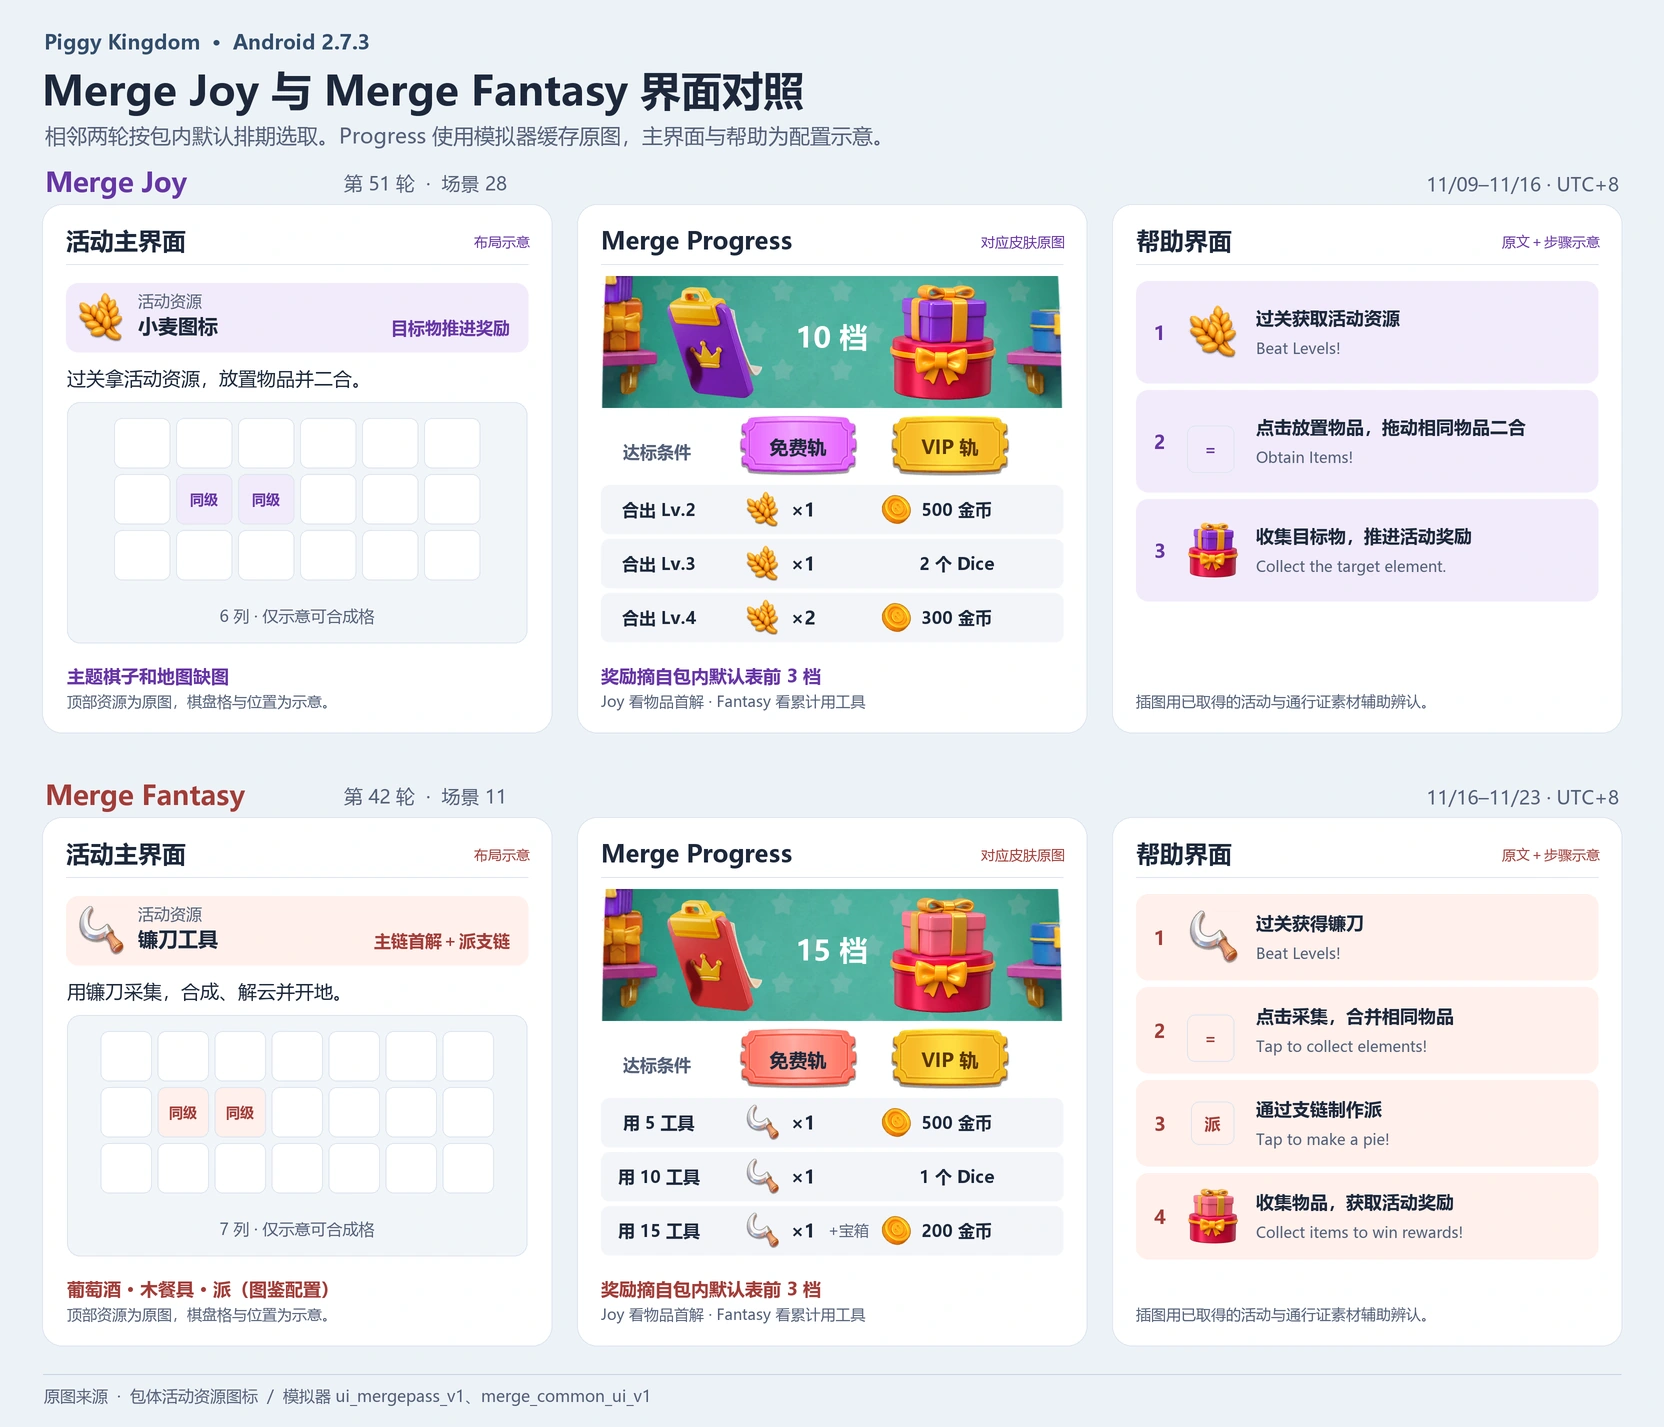 Piggy Kingdom • Android 2.7.3
Merge Joy 与 Merge Fantasy 界面对照
相邻两轮按包内默认排期选取。Progress 使用模拟器缓存原图，主界面与帮助为配置示意。
Merge Joy
第 51 轮 · 场景 28
11/09–11/16 · UTC+8
活动主界面
布局示意
活动资源
小麦图标
目标物推进奖励
过关拿活动资源，放置物品并二合。
同级
同级
6 列 · 仅示意可合成格
主题棋子和地图缺图
顶部资源为原图，棋盘格与位置为示意。
Merge Progress
对应皮肤原图
10 档
达标条件
免费轨
VIP 轨
合出 Lv.2
×1
500 金币
合出 Lv.3
×1
2 个 Dice
合出 Lv.4
×2
300 金币
奖励摘自包内默认表前 3 档
Joy 看物品首解 · Fantasy 看累计用工具
帮助界面
原文 + 步骤示意
1
过关获取活动资源
Beat Levels!
2
=
点击放置物品，拖动相同物品二合
Obtain Items!
3
收集目标物，推进活动奖励
Collect the target element.
插图用已取得的活动与通行证素材辅助辨认。
Merge Fantasy
第 42 轮 · 场景 11
11/16–11/23 · UTC+8
活动主界面
布局示意
活动资源
镰刀工具
主链首解 + 派支链
用镰刀采集，合成、解云并开地。
同级
同级
7 列 · 仅示意可合成格
葡萄酒 · 木餐具 · 派（图鉴配置）
顶部资源为原图，棋盘格与位置为示意。
Merge Progress
对应皮肤原图
15 档
达标条件
免费轨
VIP 轨
用 5 工具
×1
500 金币
用 10 工具
×1
1 个 Dice
用 15 工具
×1
+宝箱
200 金币
奖励摘自包内默认表前 3 档
Joy 看物品首解 · Fantasy 看累计用工具
帮助界面
原文 + 步骤示意
1
过关获得镰刀
Beat Levels!
2
=
点击采集，合并相同物品
Tap to collect elements!
3
派
通过支链制作派
Tap to make a pie!
4
收集物品，获取活动奖励
Collect items to win rewards!
插图用已取得的活动与通行证素材辅助辨认。
原图来源 · 包体活动资源图标 / 模拟器 ui_mergepass_v1、merge_common_ui_v1